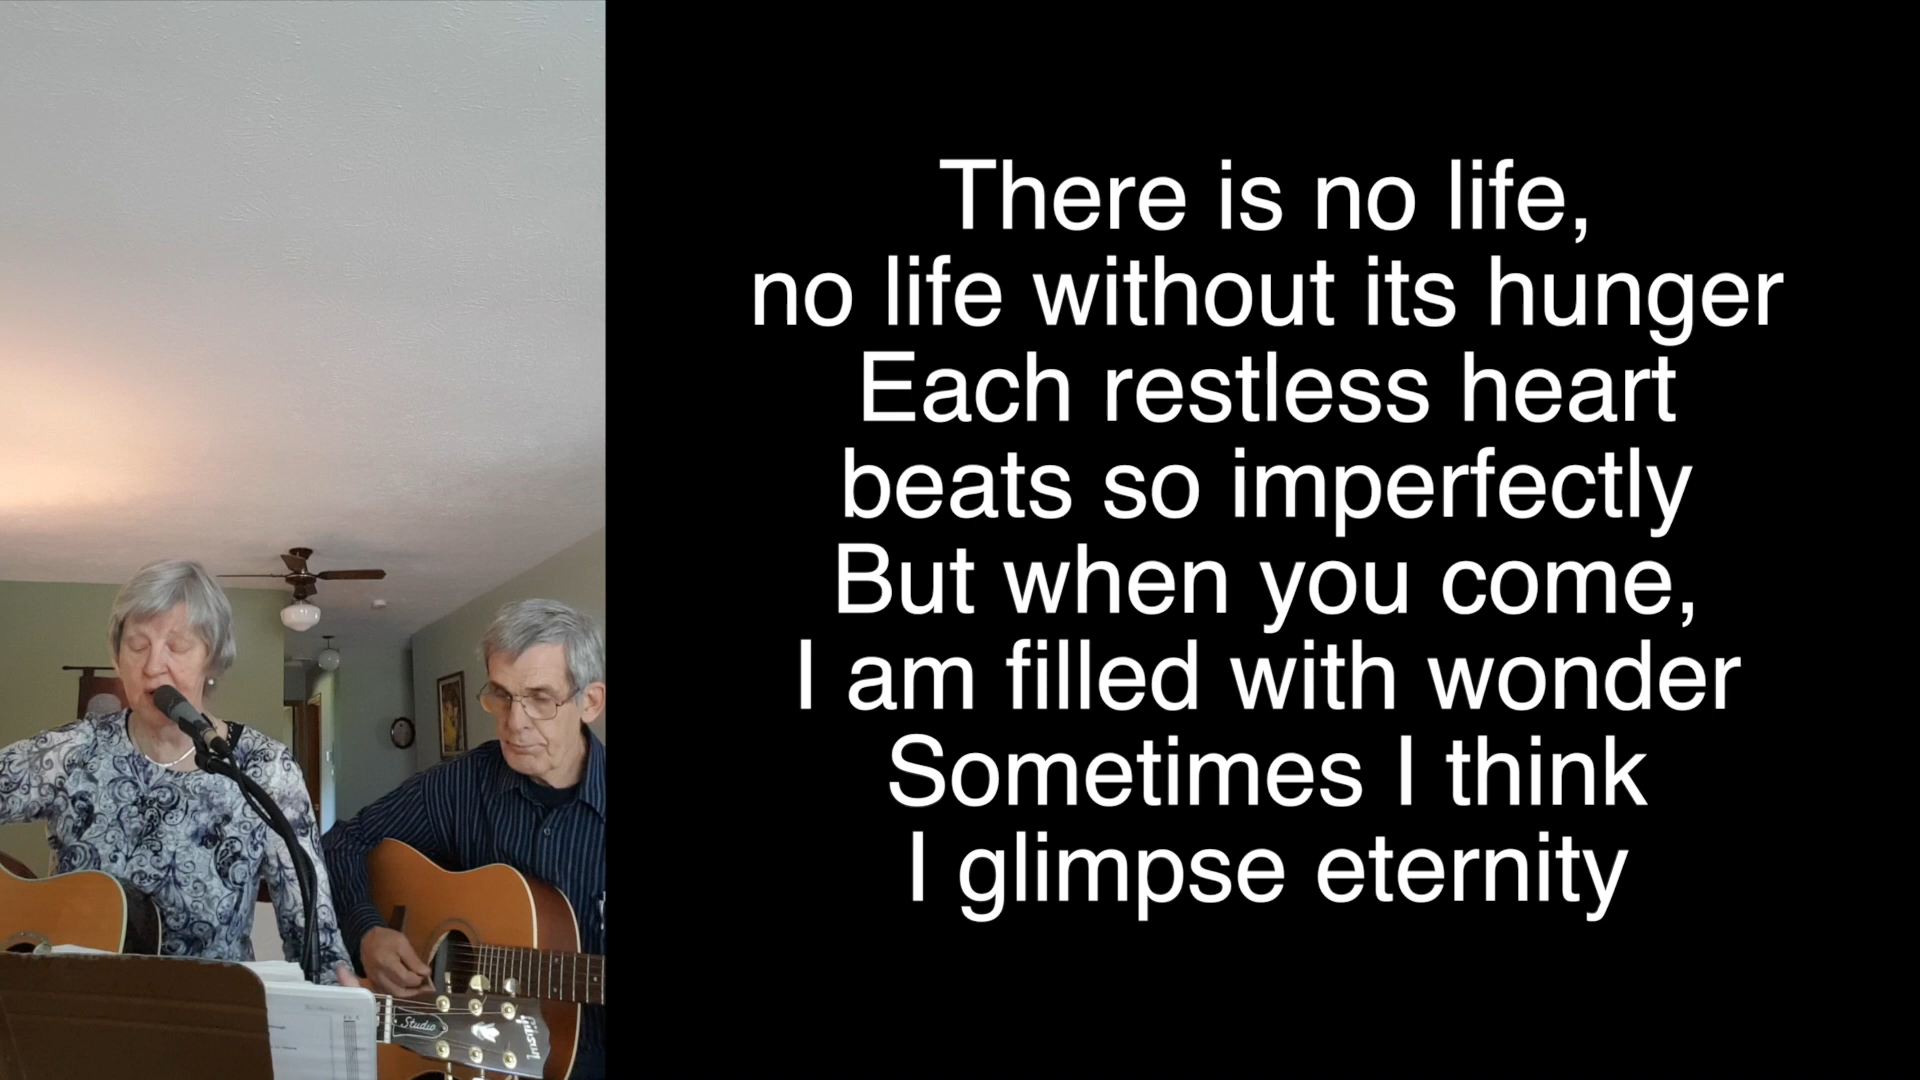 There is no life,
no life without its hunger
Each restless heart
beats so imperfectly
But when you come,
I am filled with wonder
Sometimes I think
I glimpse eternity
Studio
Gibson